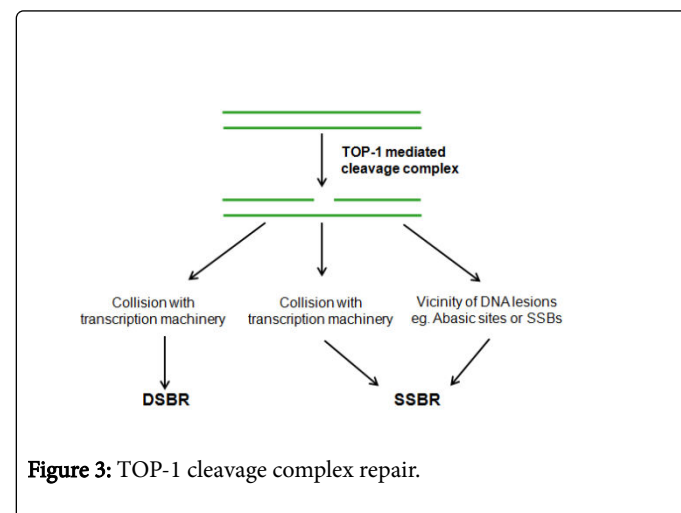 TOP-1 mediated
cleavage complex
Collision with
transcription machinery
Collision with
transcription machinery
Vicinity of DNA lesions
eg. Abasic sites or SSBs
DSBR
SSBR
Figure 3: TOP-1 cleavage complex repair.